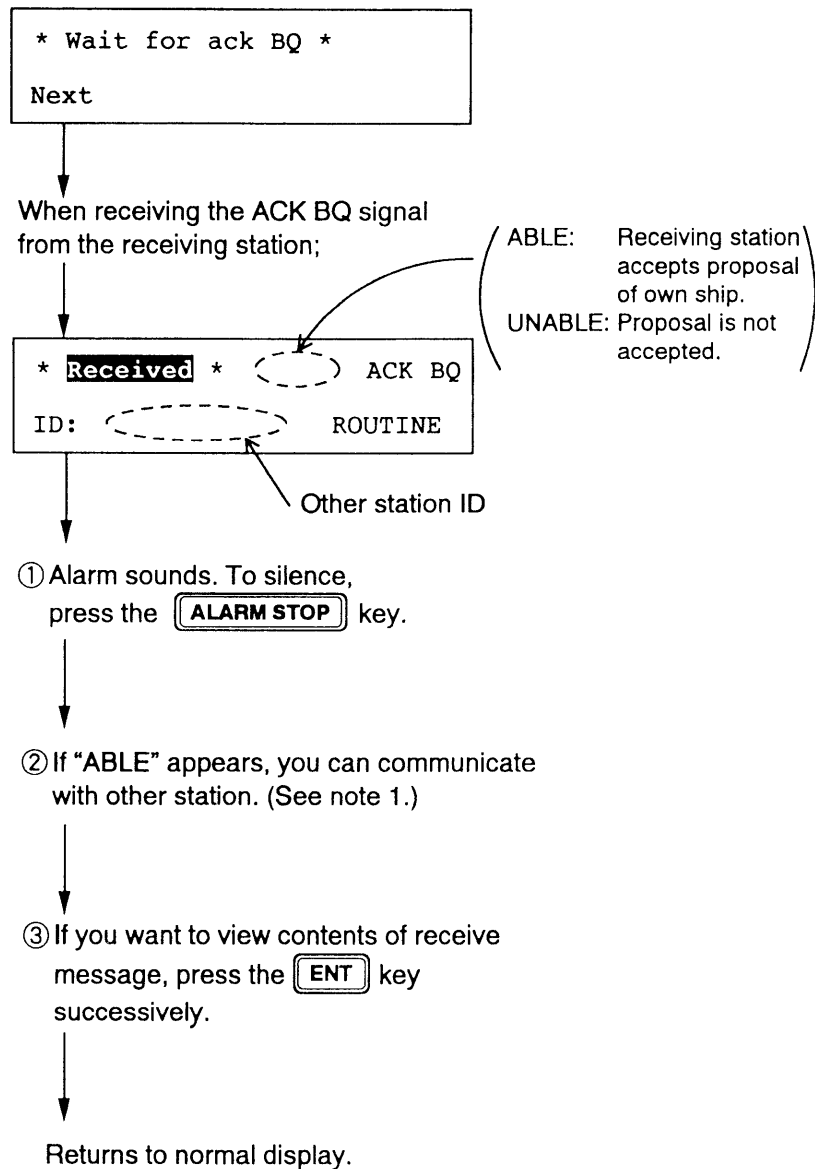 * Wait for ack BQ *
Next
When receiving the ACK BQ signal
from the receiving station;
ABLE: Receiving station
accepts proposal
of own ship.
UNABLE: Proposal is not
accepted.
* Received * ACK BQ
ID: ROUTINE
Other station ID
① Alarm sounds. To silence,
press the ALARM STOP key.
② If “ABLE” appears, you can communicate
with other station. (See note 1.)
③ If you want to view contents of receive
message, press the ENT key
successively.
Returns to normal display.